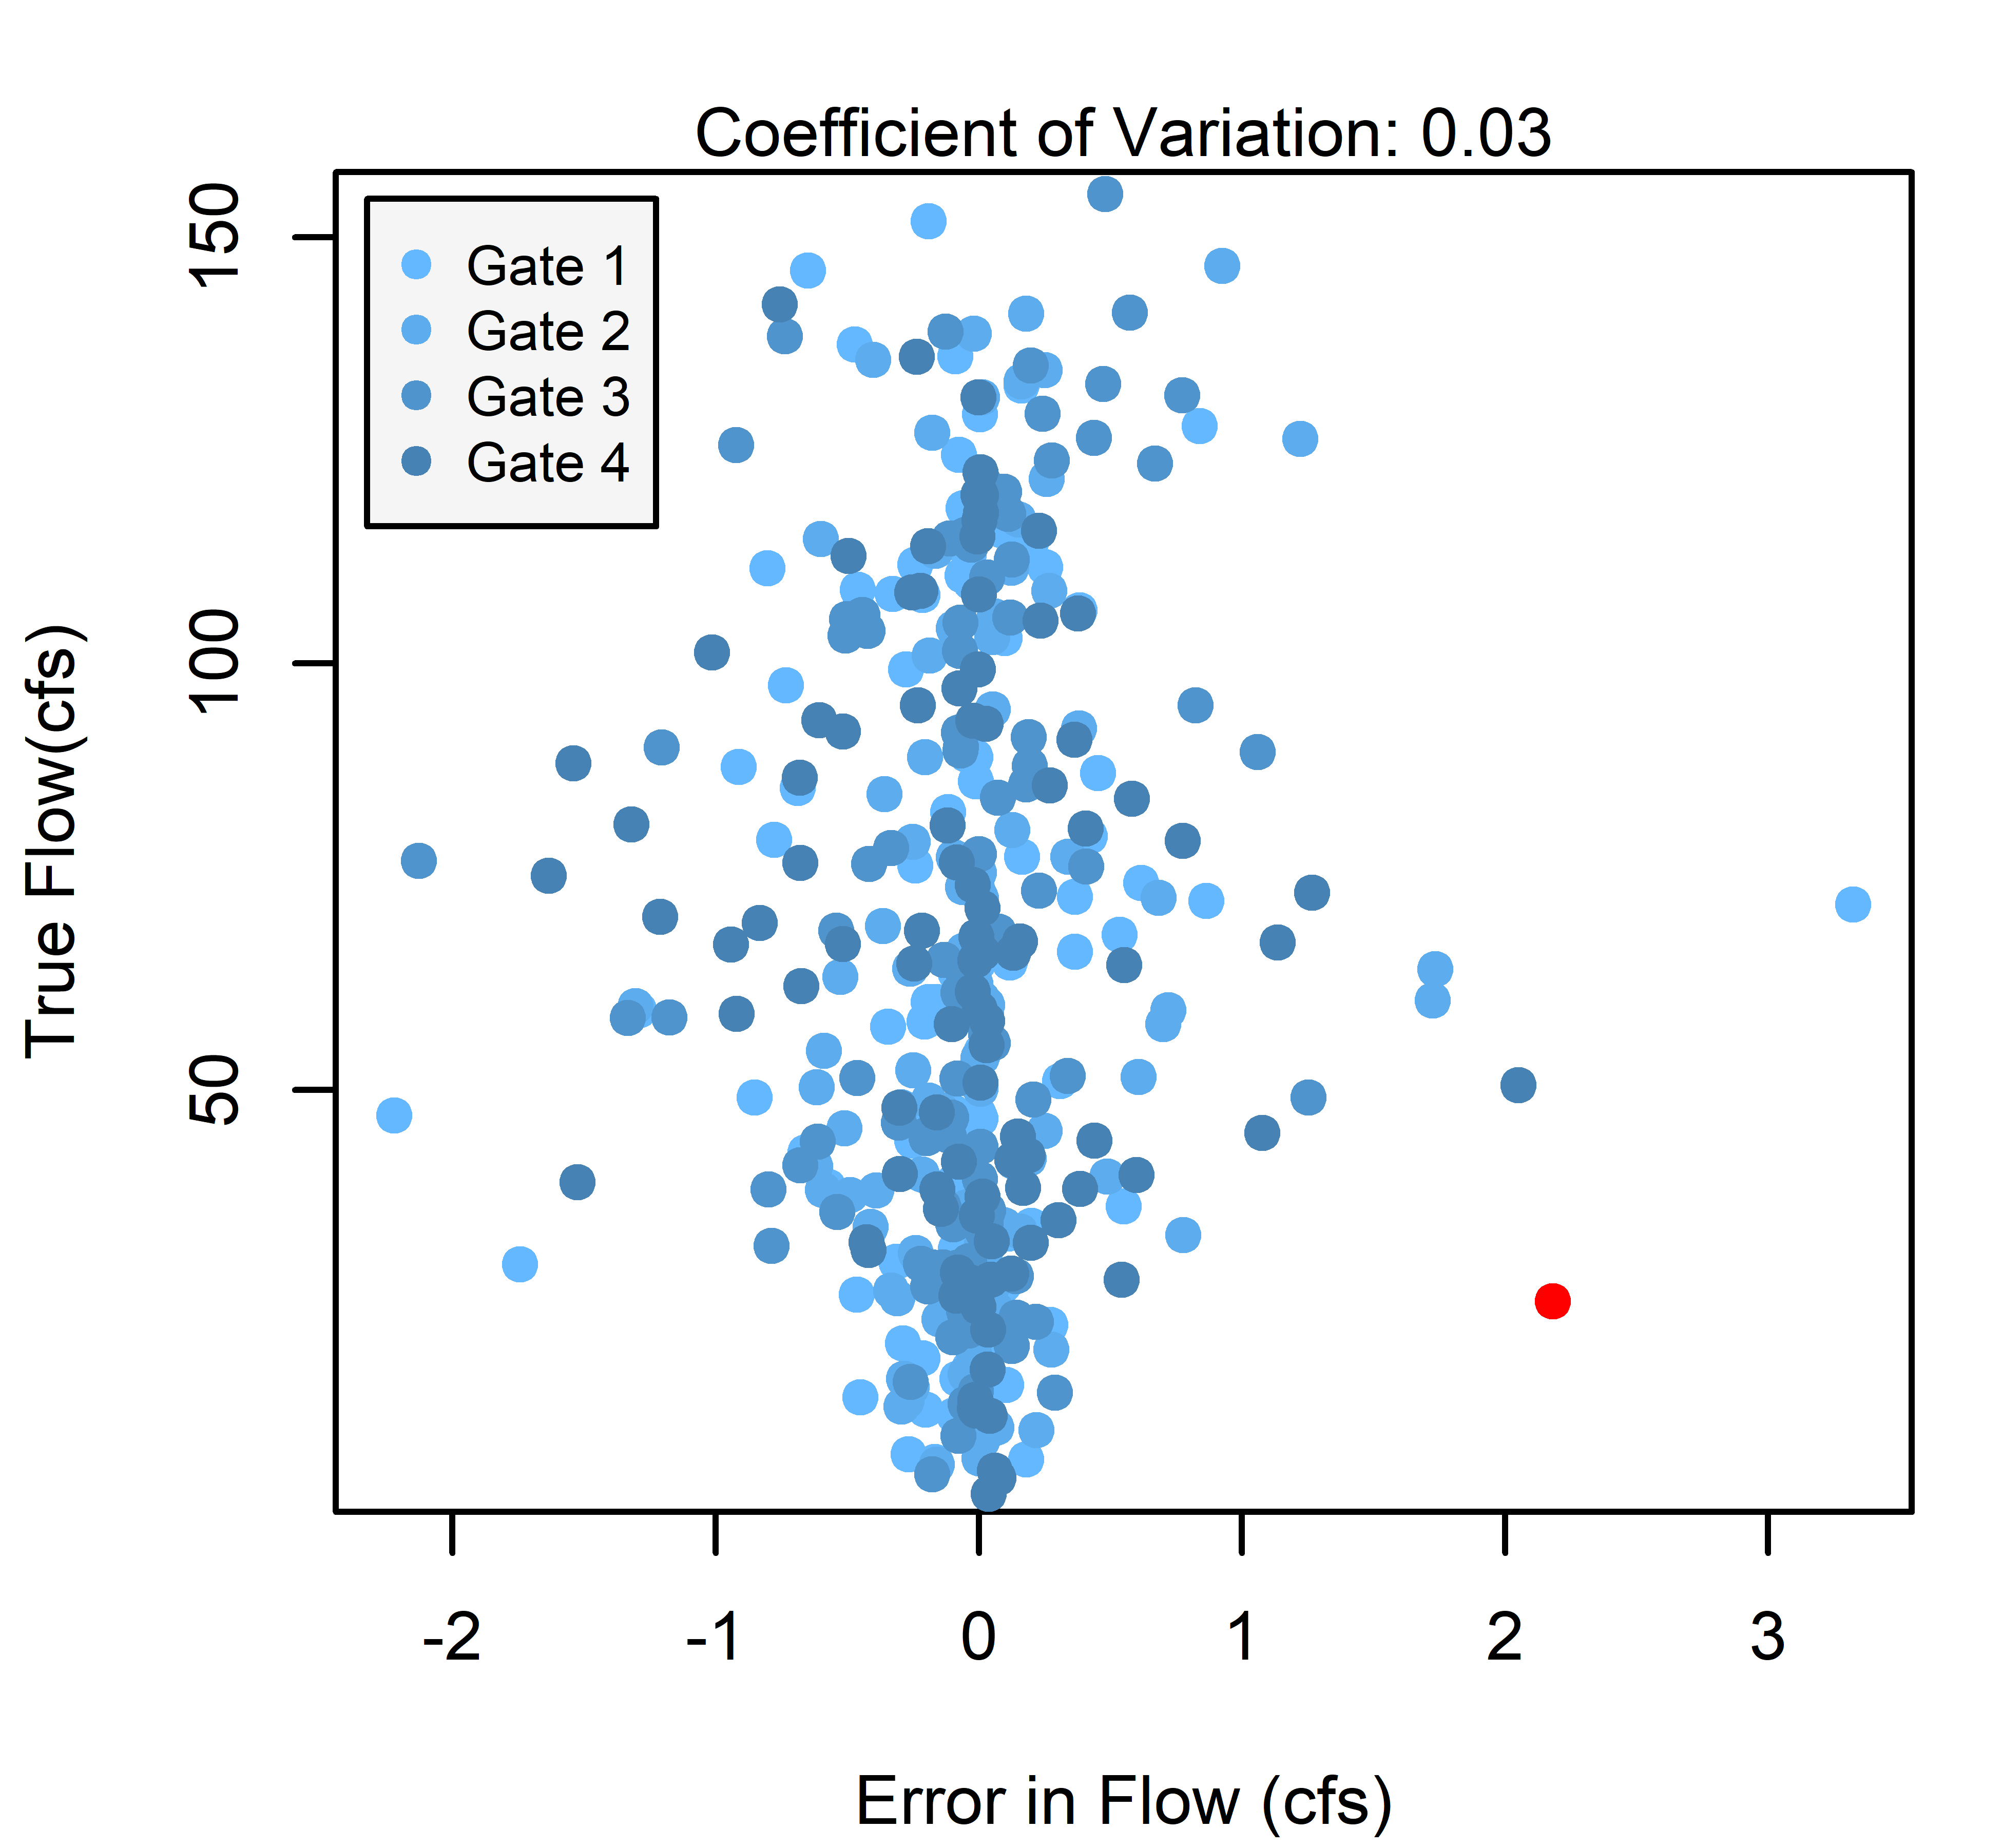 Coefficient of Variation: 0.03
150
100
50
True Flow(cfs)
Gate 1
Gate 2
Gate 3
Gate 4
-2 -1 0 1 2 3
Error in Flow (cfs)